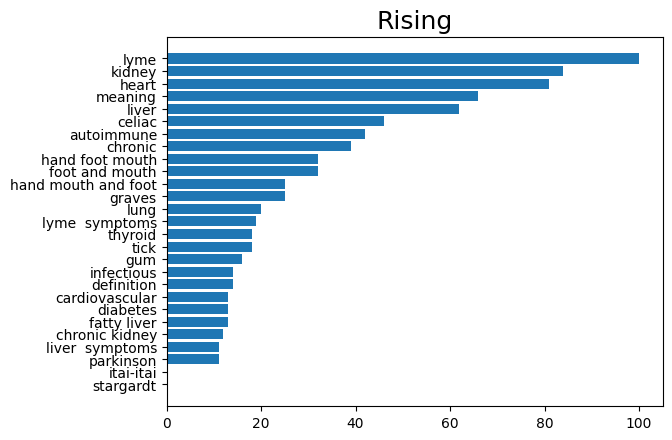 Rising
lyme
kidney
heart
meaning
liver
celiac
autoimmune
chronic
hand foot mouth
foot and mouth
hand mouth and foot
graves
lung
lyme  symptoms
thyroid
tick
gum
infectious
definition
cardiovascular
diabetes
fatty liver
chronic kidney
liver  symptoms
parkinson
itai-itai
stargardt
0 20 40 60 80 100